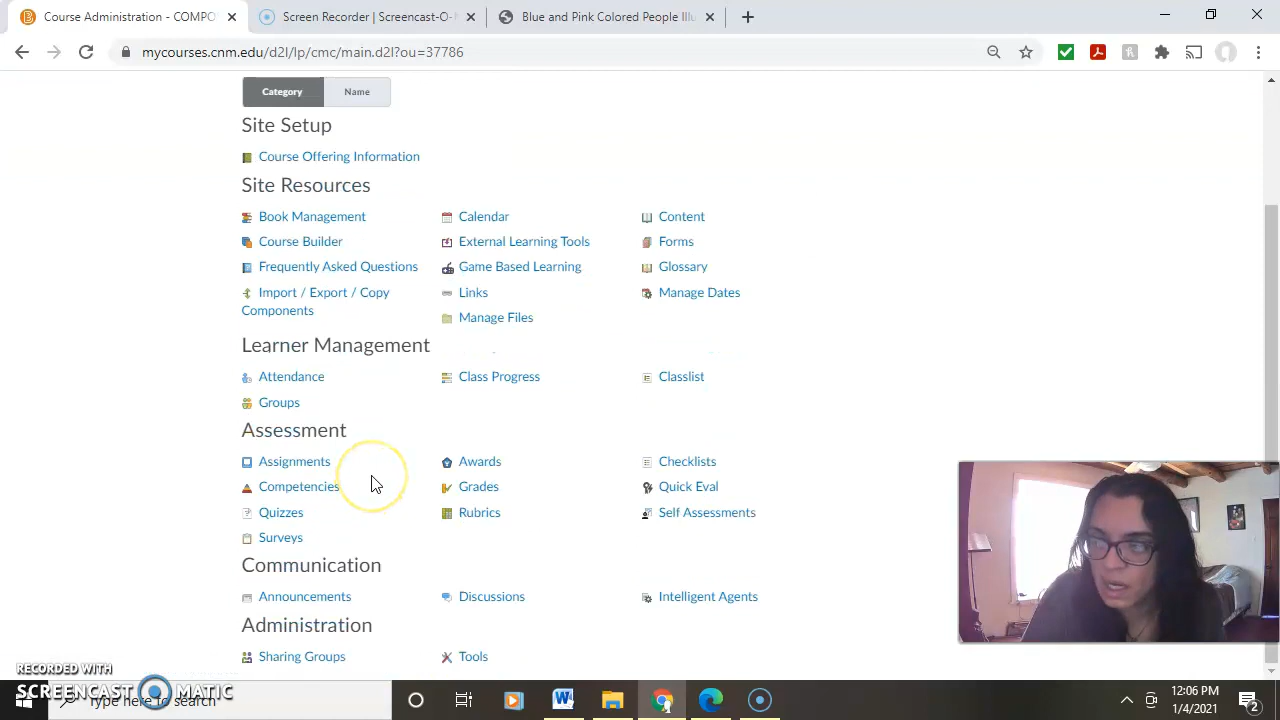 Course Administration - COMPO
Screen Recorder | Screencast-O-M
Blue and Pink Colored People Illu
mycourses.cnm.edu/d2l/lp/cmc/main.d2l?ou=37786
Category Name
Site Setup
Course Offering Information
Site Resources
Book Management Calendar Content
Course Builder External Learning Tools Forms
Frequently Asked Questions Game Based Learning Glossary
Import / Export / Copy Links Manage Dates
Components Manage Files
Learner Management
Attendance Class Progress Classlist
Groups
Assessment
Assignments Awards Checklists
Competencies Grades Quick Eval
Quizzes Rubrics Self Assessments
Surveys
Communication
Announcements Discussions Intelligent Agents
Administration
Sharing Groups Tools
RECORDED WITH
SCREENCAST MATIC
Type here to search
12:06 PM
1/4/2021
2